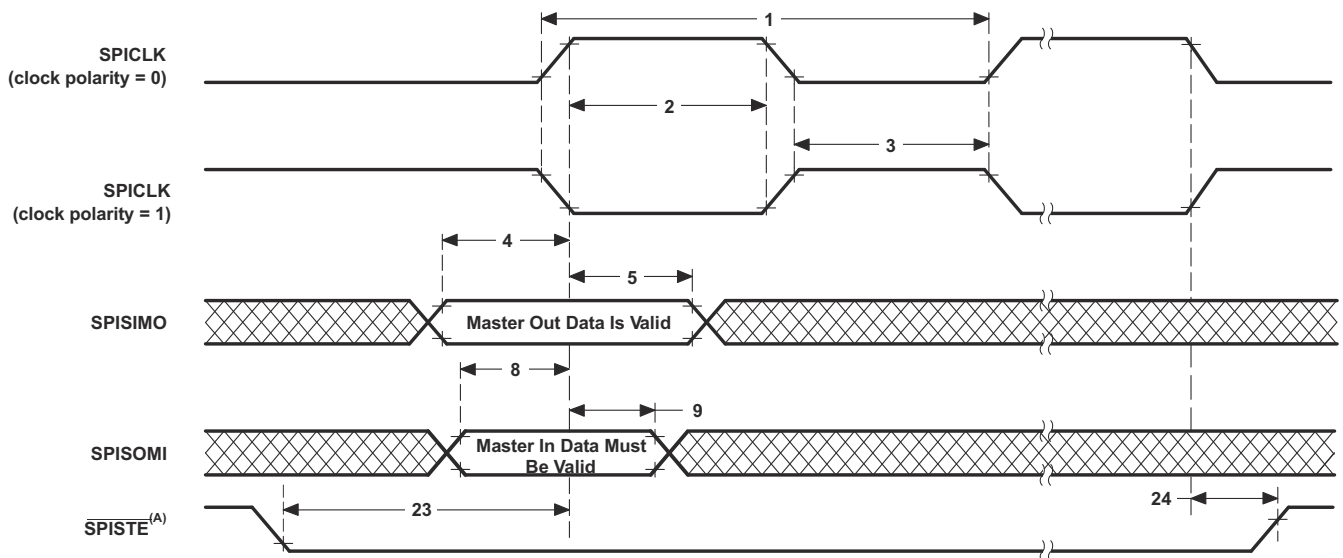 1
SPICLK
(clock polarity = 0)
2
3
SPICLK
(clock polarity = 1)
4
5
SPISIMO
Master Out Data Is Valid
8
9
SPISOMI
Master In Data Must
Be Valid
23
24
SPISTE(A)